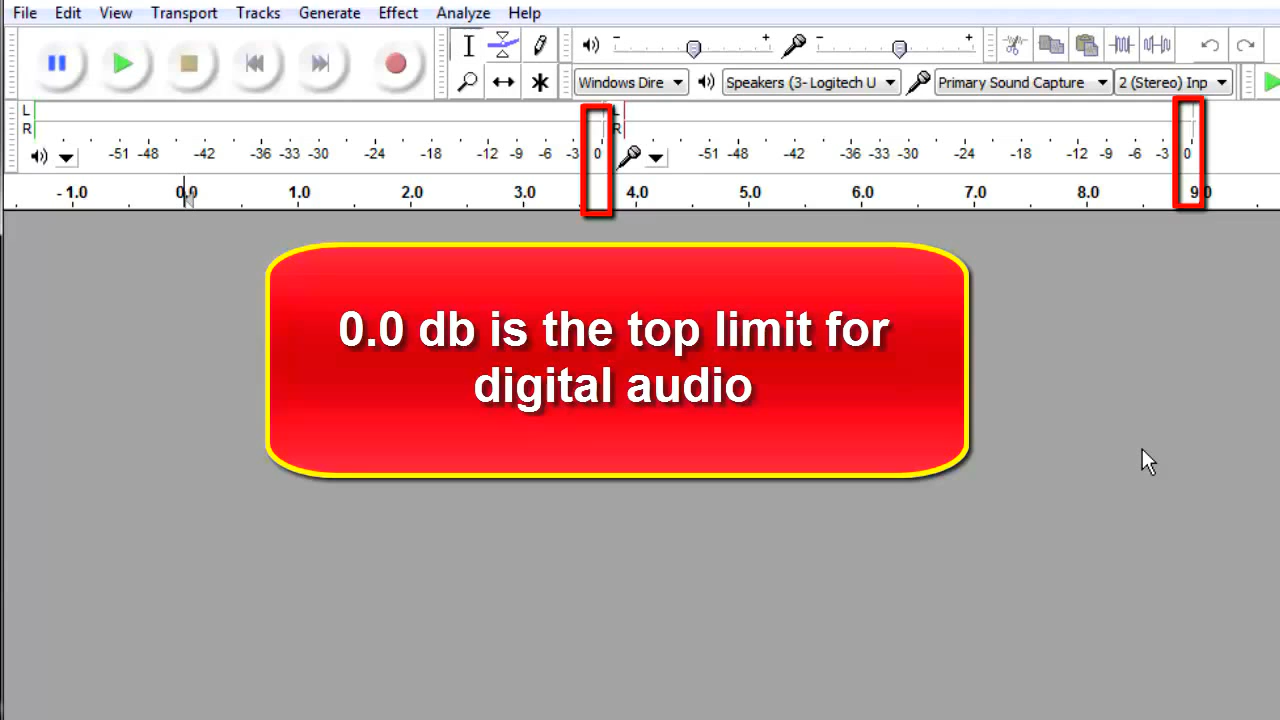 File Edit View Transport Tracks Generate Effect Analyze Help
Windows Dire Speakers (3- Logitech U Primary Sound Capture 2 (Stereo) Inp
L L
R R
-51 -48 -42 -36 -33 -30 -24 -18 -12 -9 -6 -3 0 -51 -48 -42 -36 -33 -30 -24 -18 -12 -9 -6 -3 0
- 1.0 0.0 1.0 2.0 3.0 4.0 5.0 6.0 7.0 8.0 9.0
0.0 db is the top limit for
digital audio